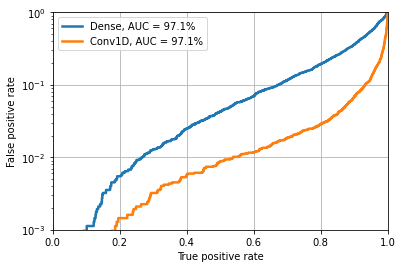 Dense, AUC = 97.1%
Conv1D, AUC = 97.1%
10⁰
10⁻¹
10⁻²
10⁻³
False positive rate
0.0 0.2 0.4 0.6 0.8 1.0
True positive rate